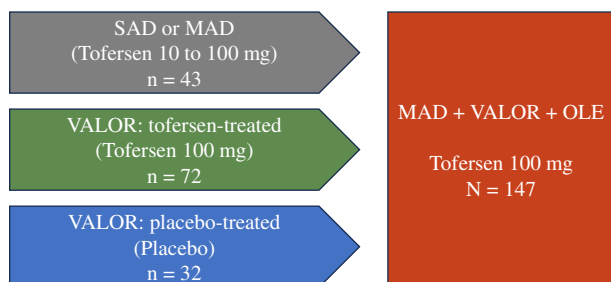 SAD or MAD
(Tofersen 10 to 100 mg)
n = 43
VALOR: tofersen-treated
(Tofersen 100 mg)
n = 72
VALOR: placebo-treated
(Placebo)
n = 32
MAD + VALOR + OLE
Tofersen 100 mg
N = 147